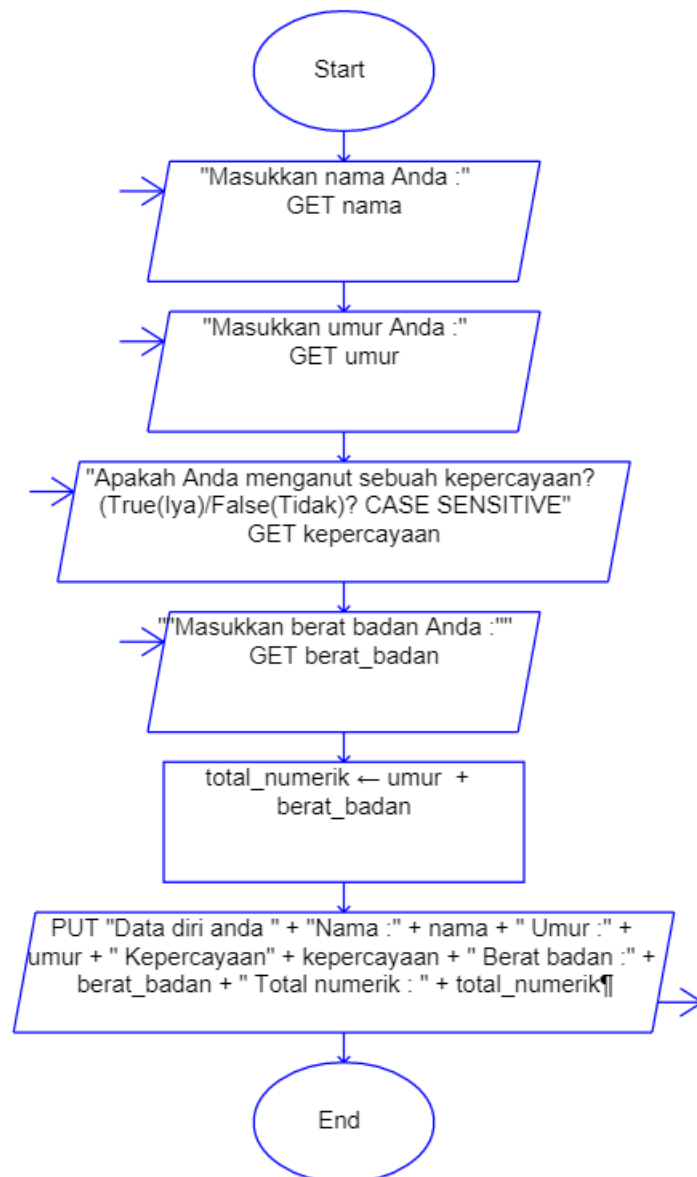 Start
"Masukkan nama Anda :"
GET nama
"Masukkan umur Anda :"
GET umur
"Apakah Anda menganut sebuah kepercayaan?
(True(Iya)/False(Tidak)? CASE SENSITIVE"
GET kepercayaan
""Masukkan berat badan Anda :""
GET berat_badan
total_numerik ← umur +
berat_badan
PUT "Data diri anda " + "Nama :" + nama + " Umur :" +
umur + " Kepercayaan" + kepercayaan + " Berat badan :" +
berat_badan + " Total numerik : " + total_numerik¶
End